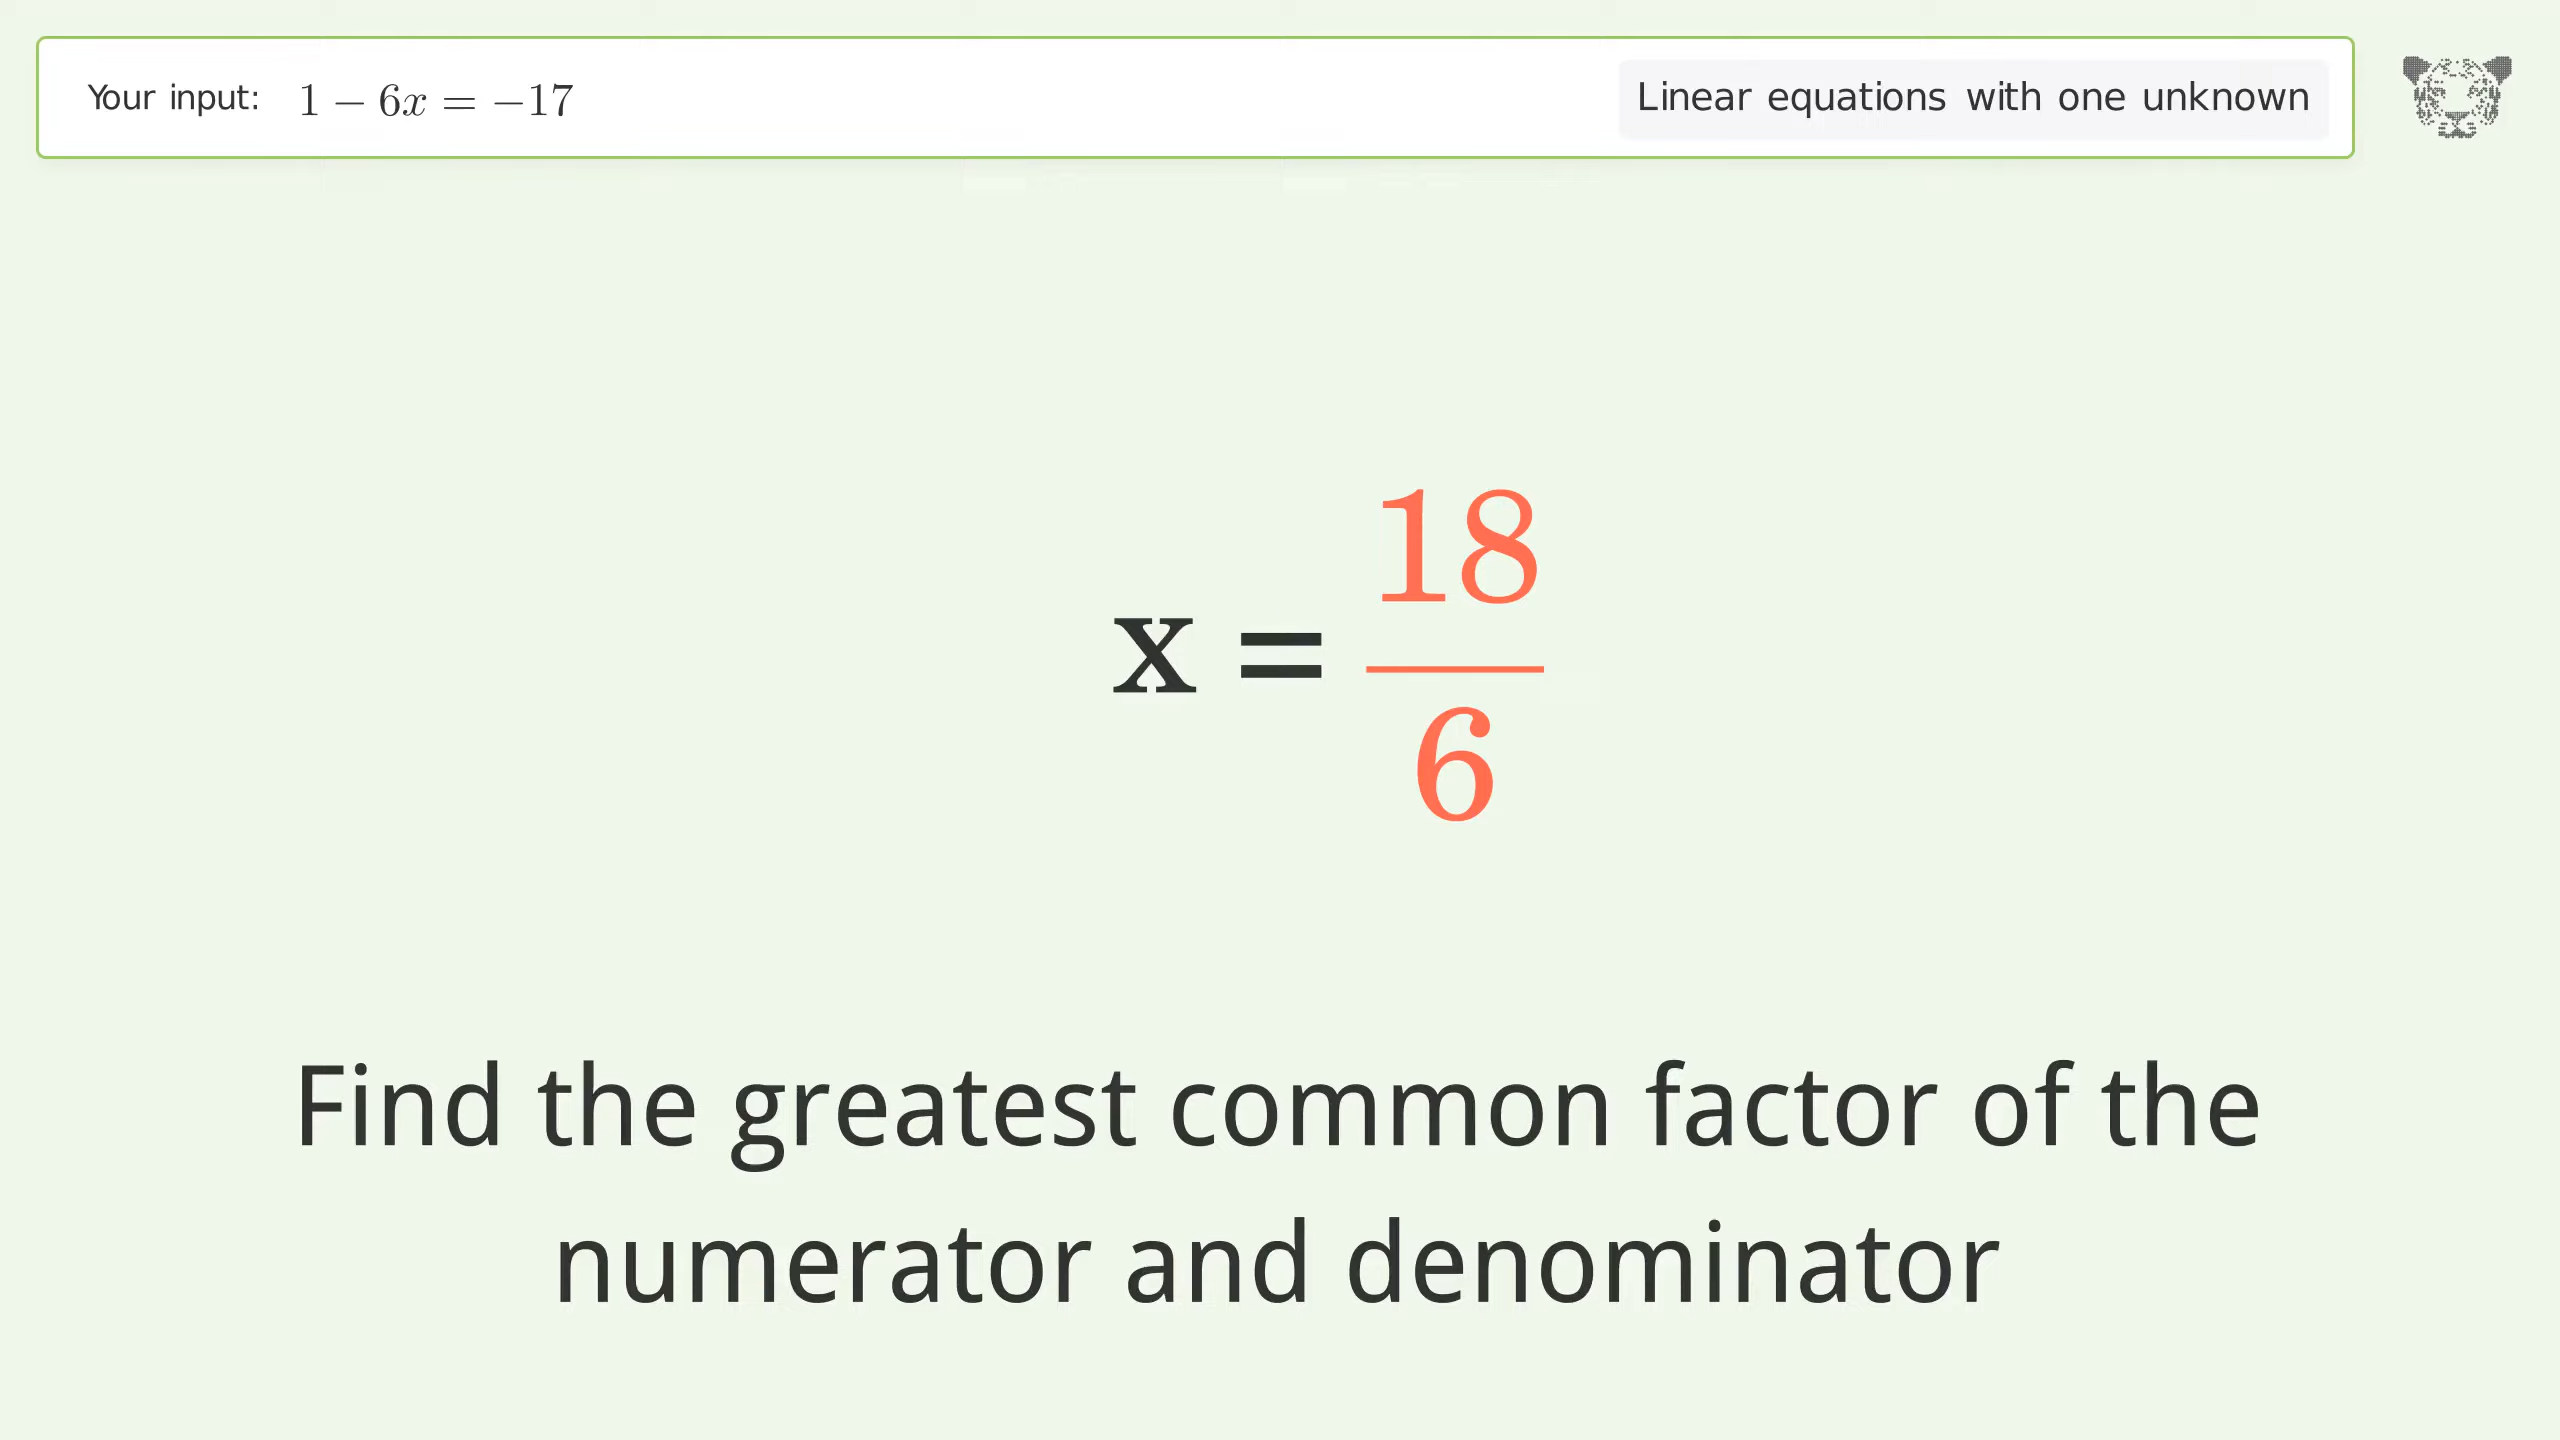 Your input: 1 − 6x = −17
Linear equations with one unknown
x = 18/6
Find the greatest common factor of the
numerator and denominator